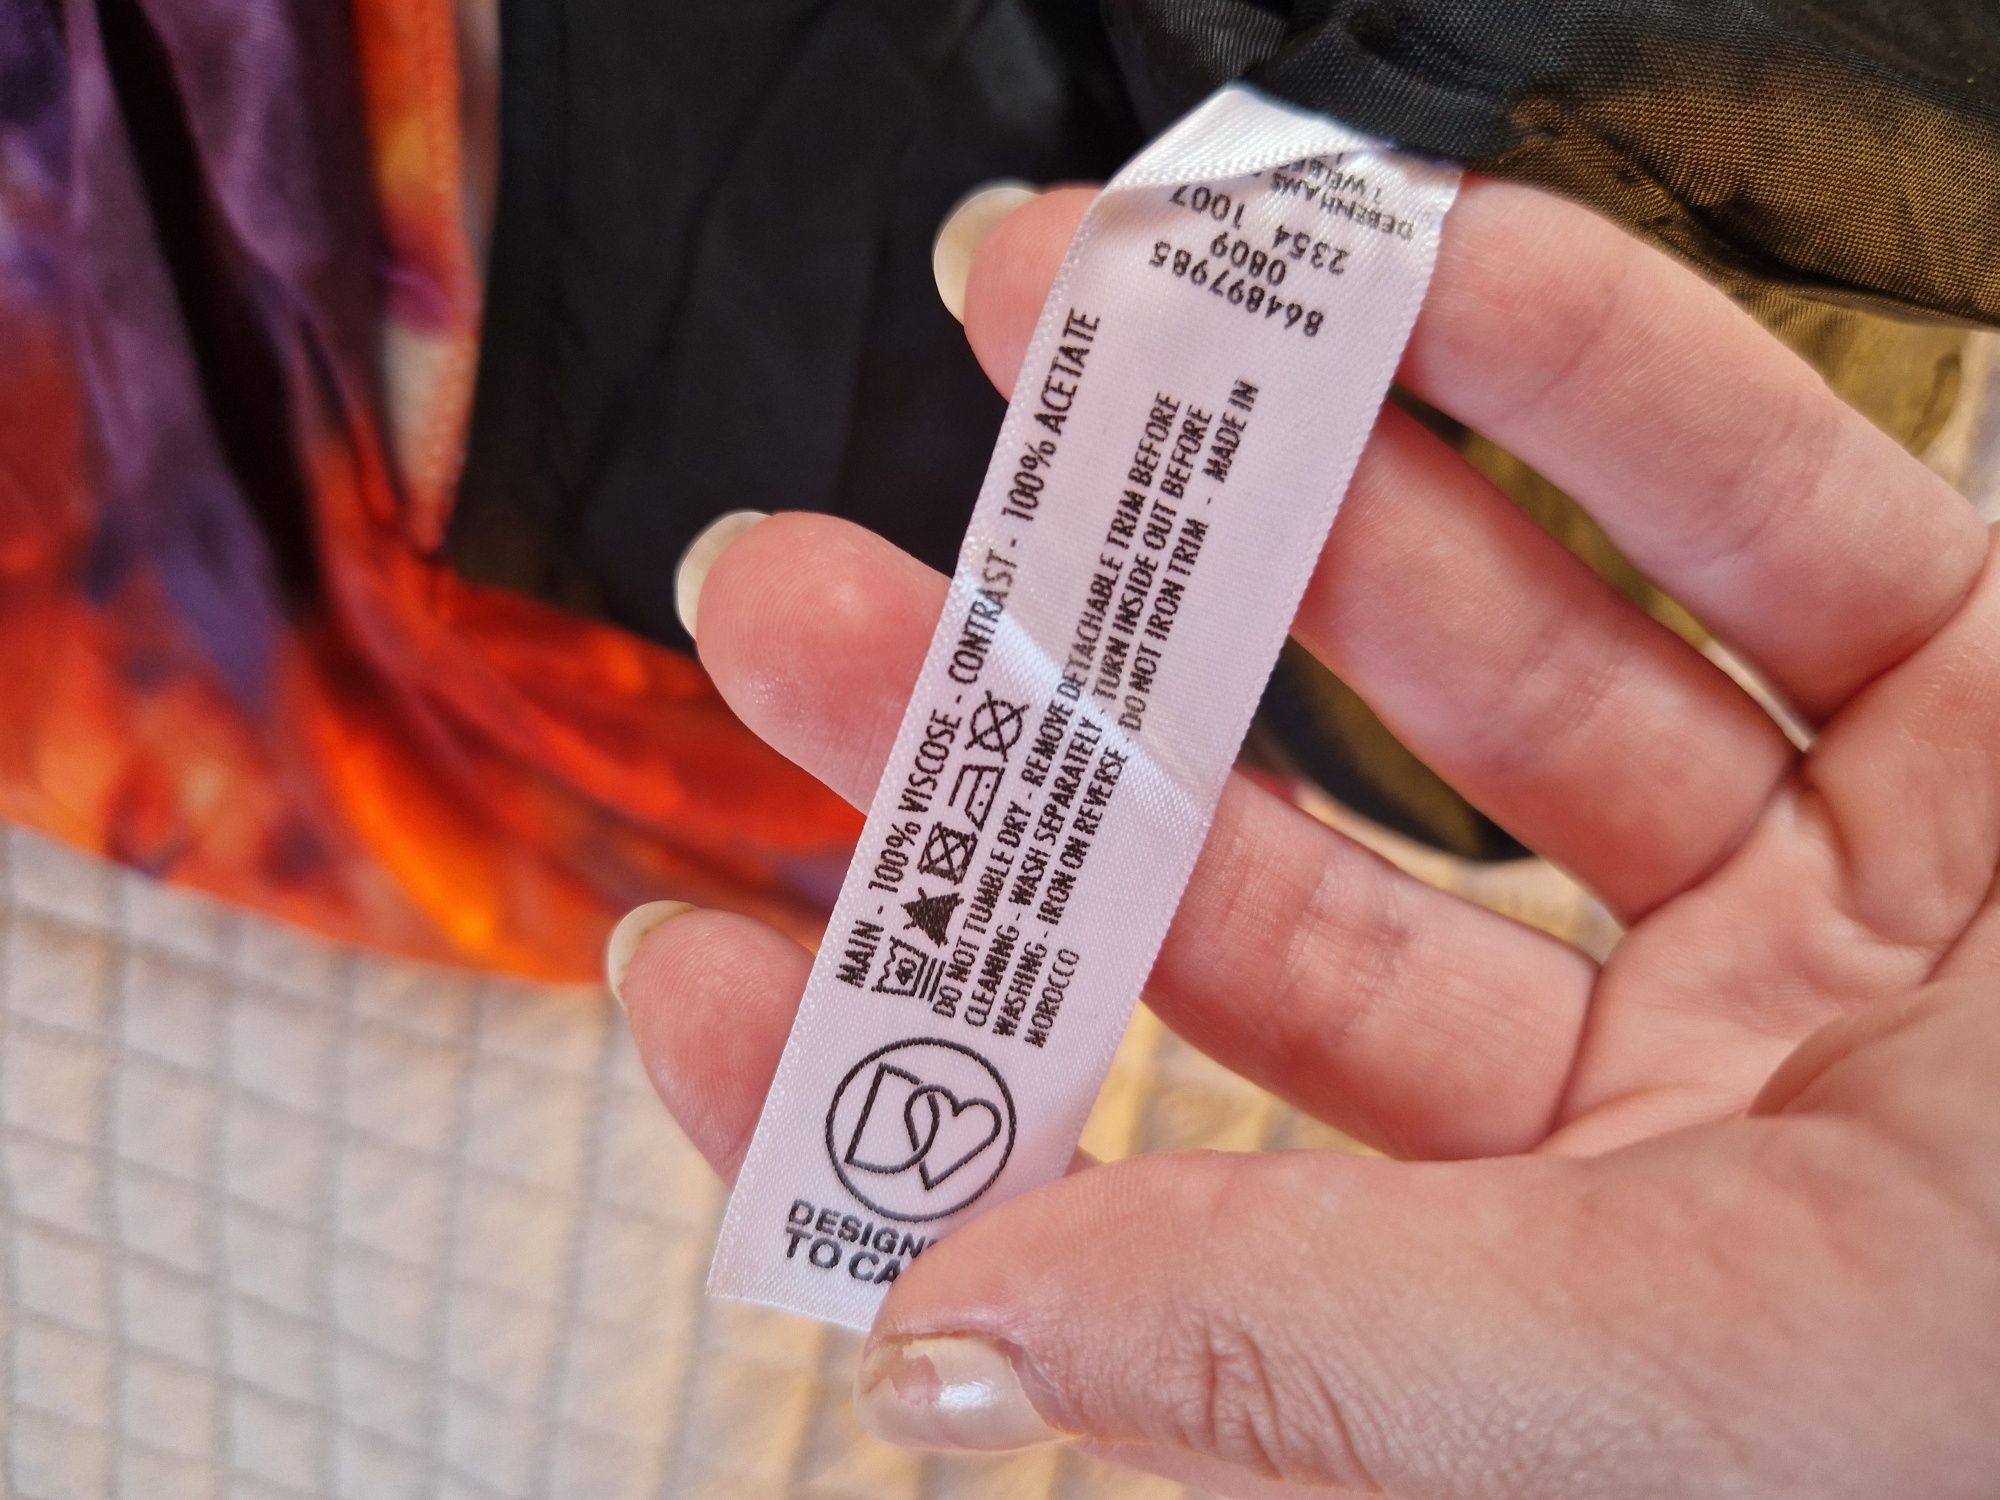 MAIN - 100% VISCOSE - CONTRAST - 100% ACETATE
40
DO NOT TUMBLE DRY - REMOVE DETACHABLE TRIM BEFORE
CLEANING - WASH SEPARATELY TURN INSIDE OUT BEFORE
WASHING - IRON ON REVERSE DO NOT IRON TRIM - MADE IN
MOROCCO
DESIGN
TO CA
864897985
0809
2354 1007
DEBENHAMS